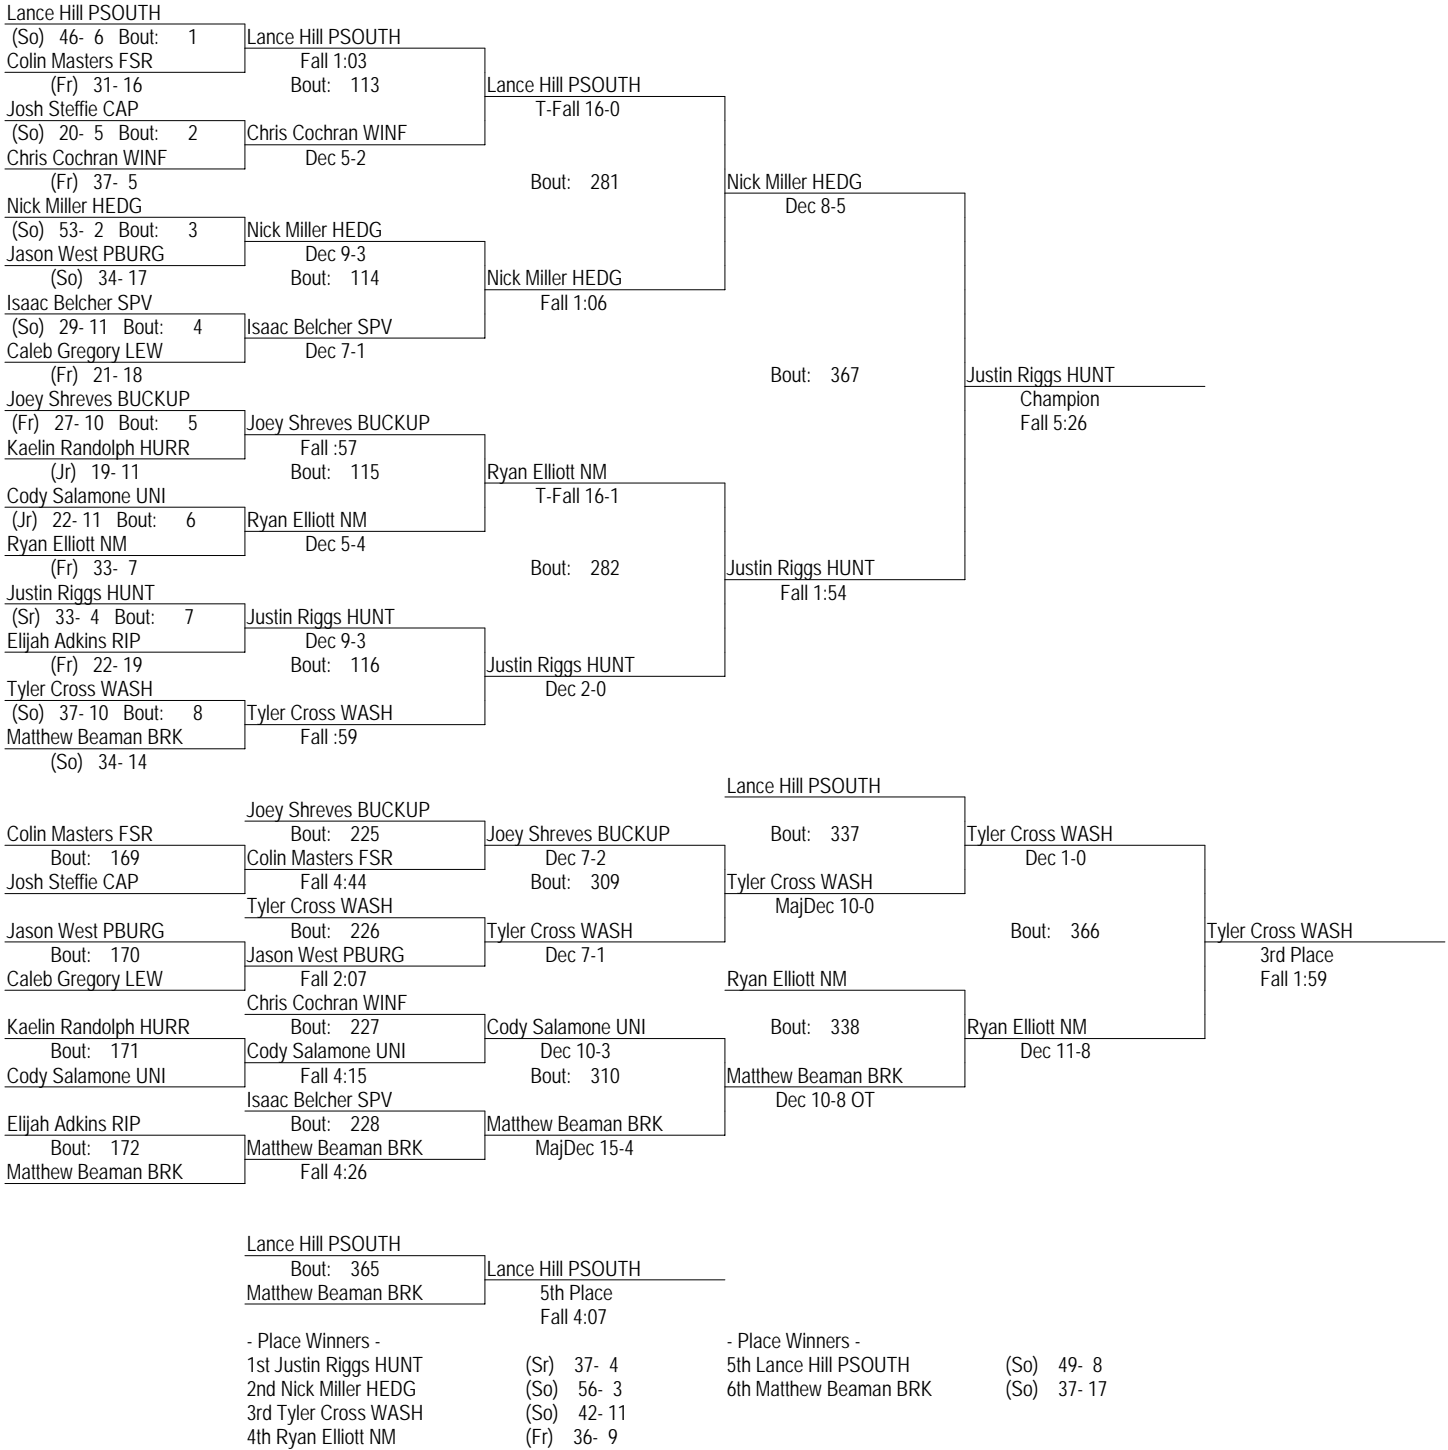 Lance Hill PSOUTH
(So) 46- 6 Bout: 1 Lance Hill PSOUTH
Colin Masters FSR Fall 1:03
(Fr) 31- 16 Bout: 113 Lance Hill PSOUTH
Josh Steffie CAP T-Fall 16-0
(So) 20- 5 Bout: 2 Chris Cochran WINF
Chris Cochran WINF Dec 5-2
(Fr) 37- 5 Bout: 281 Nick Miller HEDG
Nick Miller HEDG Dec 8-5
(So) 53- 2 Bout: 3 Nick Miller HEDG
Jason West PBURG Dec 9-3
(So) 34- 17 Bout: 114 Nick Miller HEDG
Isaac Belcher SPV Fall 1:06
(So) 29- 11 Bout: 4 Isaac Belcher SPV
Caleb Gregory LEW Dec 7-1
(Fr) 21- 18 Bout: 367 Justin Riggs HUNT
Joey Shreves BUCKUP Champion
(Fr) 27- 10 Bout: 5 Joey Shreves BUCKUP Fall 5:26
Kaelin Randolph HURR Fall :57
(Jr) 19- 11 Bout: 115 Ryan Elliott NM
Cody Salamone UNI T-Fall 16-1
(Jr) 22- 11 Bout: 6 Ryan Elliott NM
Ryan Elliott NM Dec 5-4
(Fr) 33- 7 Bout: 282 Justin Riggs HUNT
Justin Riggs HUNT Fall 1:54
(Sr) 33- 4 Bout: 7 Justin Riggs HUNT
Elijah Adkins RIP Dec 9-3
(Fr) 22- 19 Bout: 116 Justin Riggs HUNT
Tyler Cross WASH Dec 2-0
(So) 37- 10 Bout: 8 Tyler Cross WASH
Matthew Beaman BRK Fall :59
(So) 34- 14
Lance Hill PSOUTH
Joey Shreves BUCKUP
Colin Masters FSR Bout: 225 Joey Shreves BUCKUP Bout: 337 Tyler Cross WASH
Bout: 169 Colin Masters FSR Dec 7-2 Dec 1-0
Josh Steffie CAP Fall 4:44 Bout: 309 Tyler Cross WASH
Tyler Cross WASH MajDec 10-0
Jason West PBURG Bout: 226 Tyler Cross WASH Bout: 366 Tyler Cross WASH
Bout: 170 Jason West PBURG Dec 7-1 3rd Place
Caleb Gregory LEW Fall 2:07 Ryan Elliott NM Fall 1:59
Chris Cochran WINF
Kaelin Randolph HURR Bout: 227 Cody Salamone UNI Bout: 338 Ryan Elliott NM
Bout: 171 Cody Salamone UNI Dec 10-3 Dec 11-8
Cody Salamone UNI Fall 4:15 Bout: 310 Matthew Beaman BRK
Isaac Belcher SPV Dec 10-8 OT
Elijah Adkins RIP Bout: 228 Matthew Beaman BRK
Bout: 172 Matthew Beaman BRK MajDec 15-4
Matthew Beaman BRK Fall 4:26
Lance Hill PSOUTH
Bout: 365 Lance Hill PSOUTH
Matthew Beaman BRK 5th Place
Fall 4:07
- Place Winners - - Place Winners -
1st Justin Riggs HUNT (Sr) 37- 4 5th Lance Hill PSOUTH (So) 49- 8
2nd Nick Miller HEDG (So) 56- 3 6th Matthew Beaman BRK (So) 37- 17
3rd Tyler Cross WASH (So) 42- 11
4th Ryan Elliott NM (Fr) 36- 9